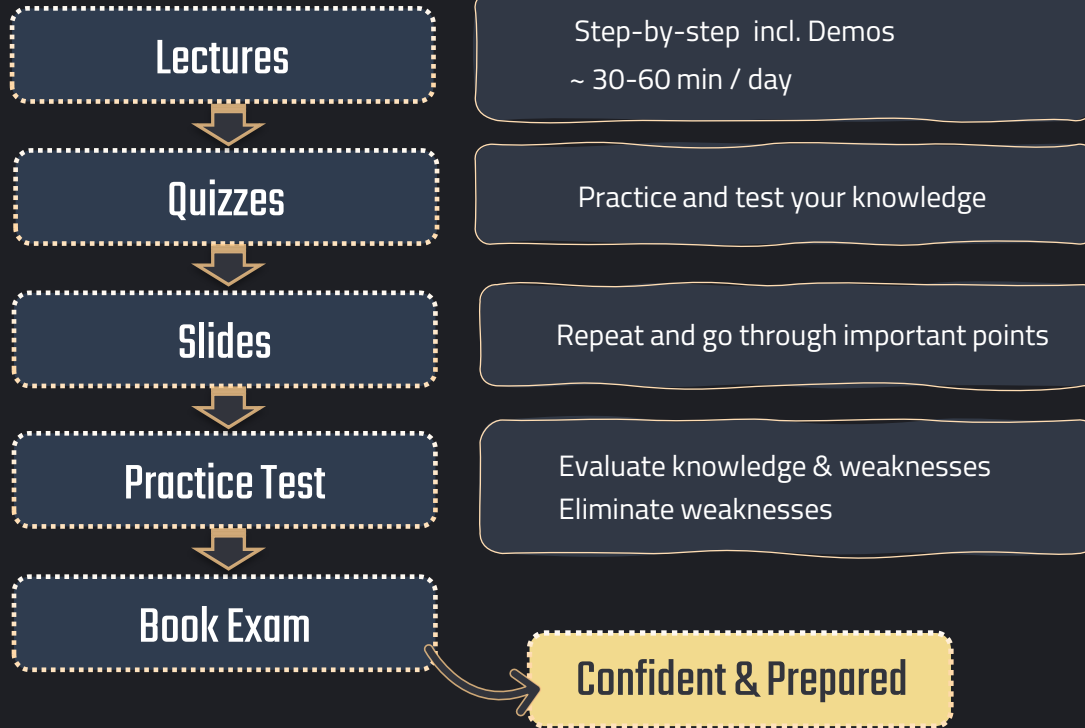 Lectures
Step-by-step incl. Demos
~ 30-60 min / day
Quizzes
Practice and test your knowledge
Slides
Repeat and go through important points
Practice Test
Evaluate knowledge & weaknesses
Eliminate weaknesses
Book Exam
Confident & Prepared